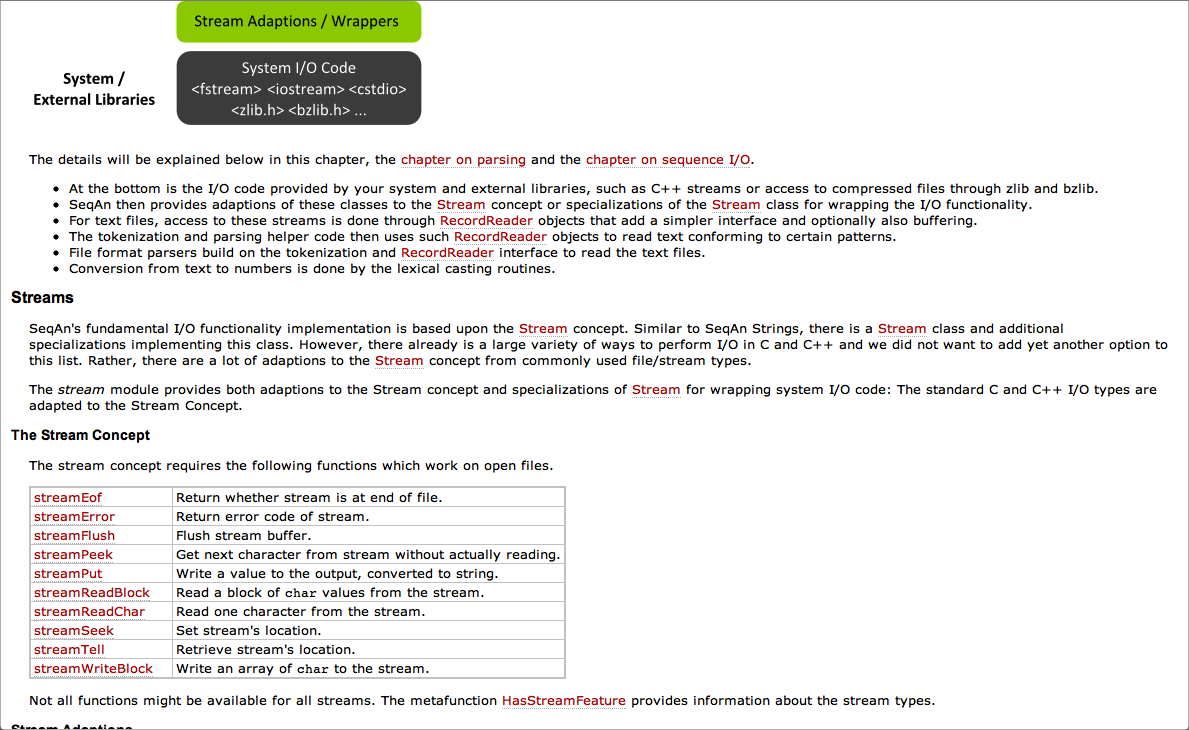 Stream Adaptions / Wrappers
System /
External Libraries
System I/O Code
<fstream> <iostream> <cstdio>
<zlib.h> <bzlib.h> ...
The details will be explained below in this chapter, the chapter on parsing and the chapter on sequence I/O.
• At the bottom is the I/O code provided by your system and external libraries, such as C++ streams or access to compressed files through zlib and bzlib.
• SeqAn then provides adaptions of these classes to the Stream concept or specializations of the Stream class for wrapping the I/O functionality.
• For text files, access to these streams is done through RecordReader objects that add a simpler interface and optionally also buffering.
• The tokenization and parsing helper code then uses such RecordReader objects to read text conforming to certain patterns.
• File format parsers build on the tokenization and RecordReader interface to read the text files.
• Conversion from text to numbers is done by the lexical casting routines.
Streams
SeqAn's fundamental I/O functionality implementation is based upon the Stream concept. Similar to SeqAn Strings, there is a Stream class and additional
specializations implementing this class. However, there already is a large variety of ways to perform I/O in C and C++ and we did not want to add yet another option to
this list. Rather, there are a lot of adaptions to the Stream concept from commonly used file/stream types.
The stream module provides both adaptions to the Stream concept and specializations of Stream for wrapping system I/O code: The standard C and C++ I/O types are
adapted to the Stream Concept.
The Stream Concept
The stream concept requires the following functions which work on open files.
streamEof Return whether stream is at end of file.
streamError Return error code of stream.
streamFlush Flush stream buffer.
streamPeek Get next character from stream without actually reading.
streamPut Write a value to the output, converted to string.
streamReadBlock Read a block of char values from the stream.
streamReadChar Read one character from the stream.
streamSeek Set stream's location.
streamTell Retrieve stream's location.
streamWriteBlock Write an array of char to the stream.
Not all functions might be available for all streams. The metafunction HasStreamFeature provides information about the stream types.
Stream Adaptions